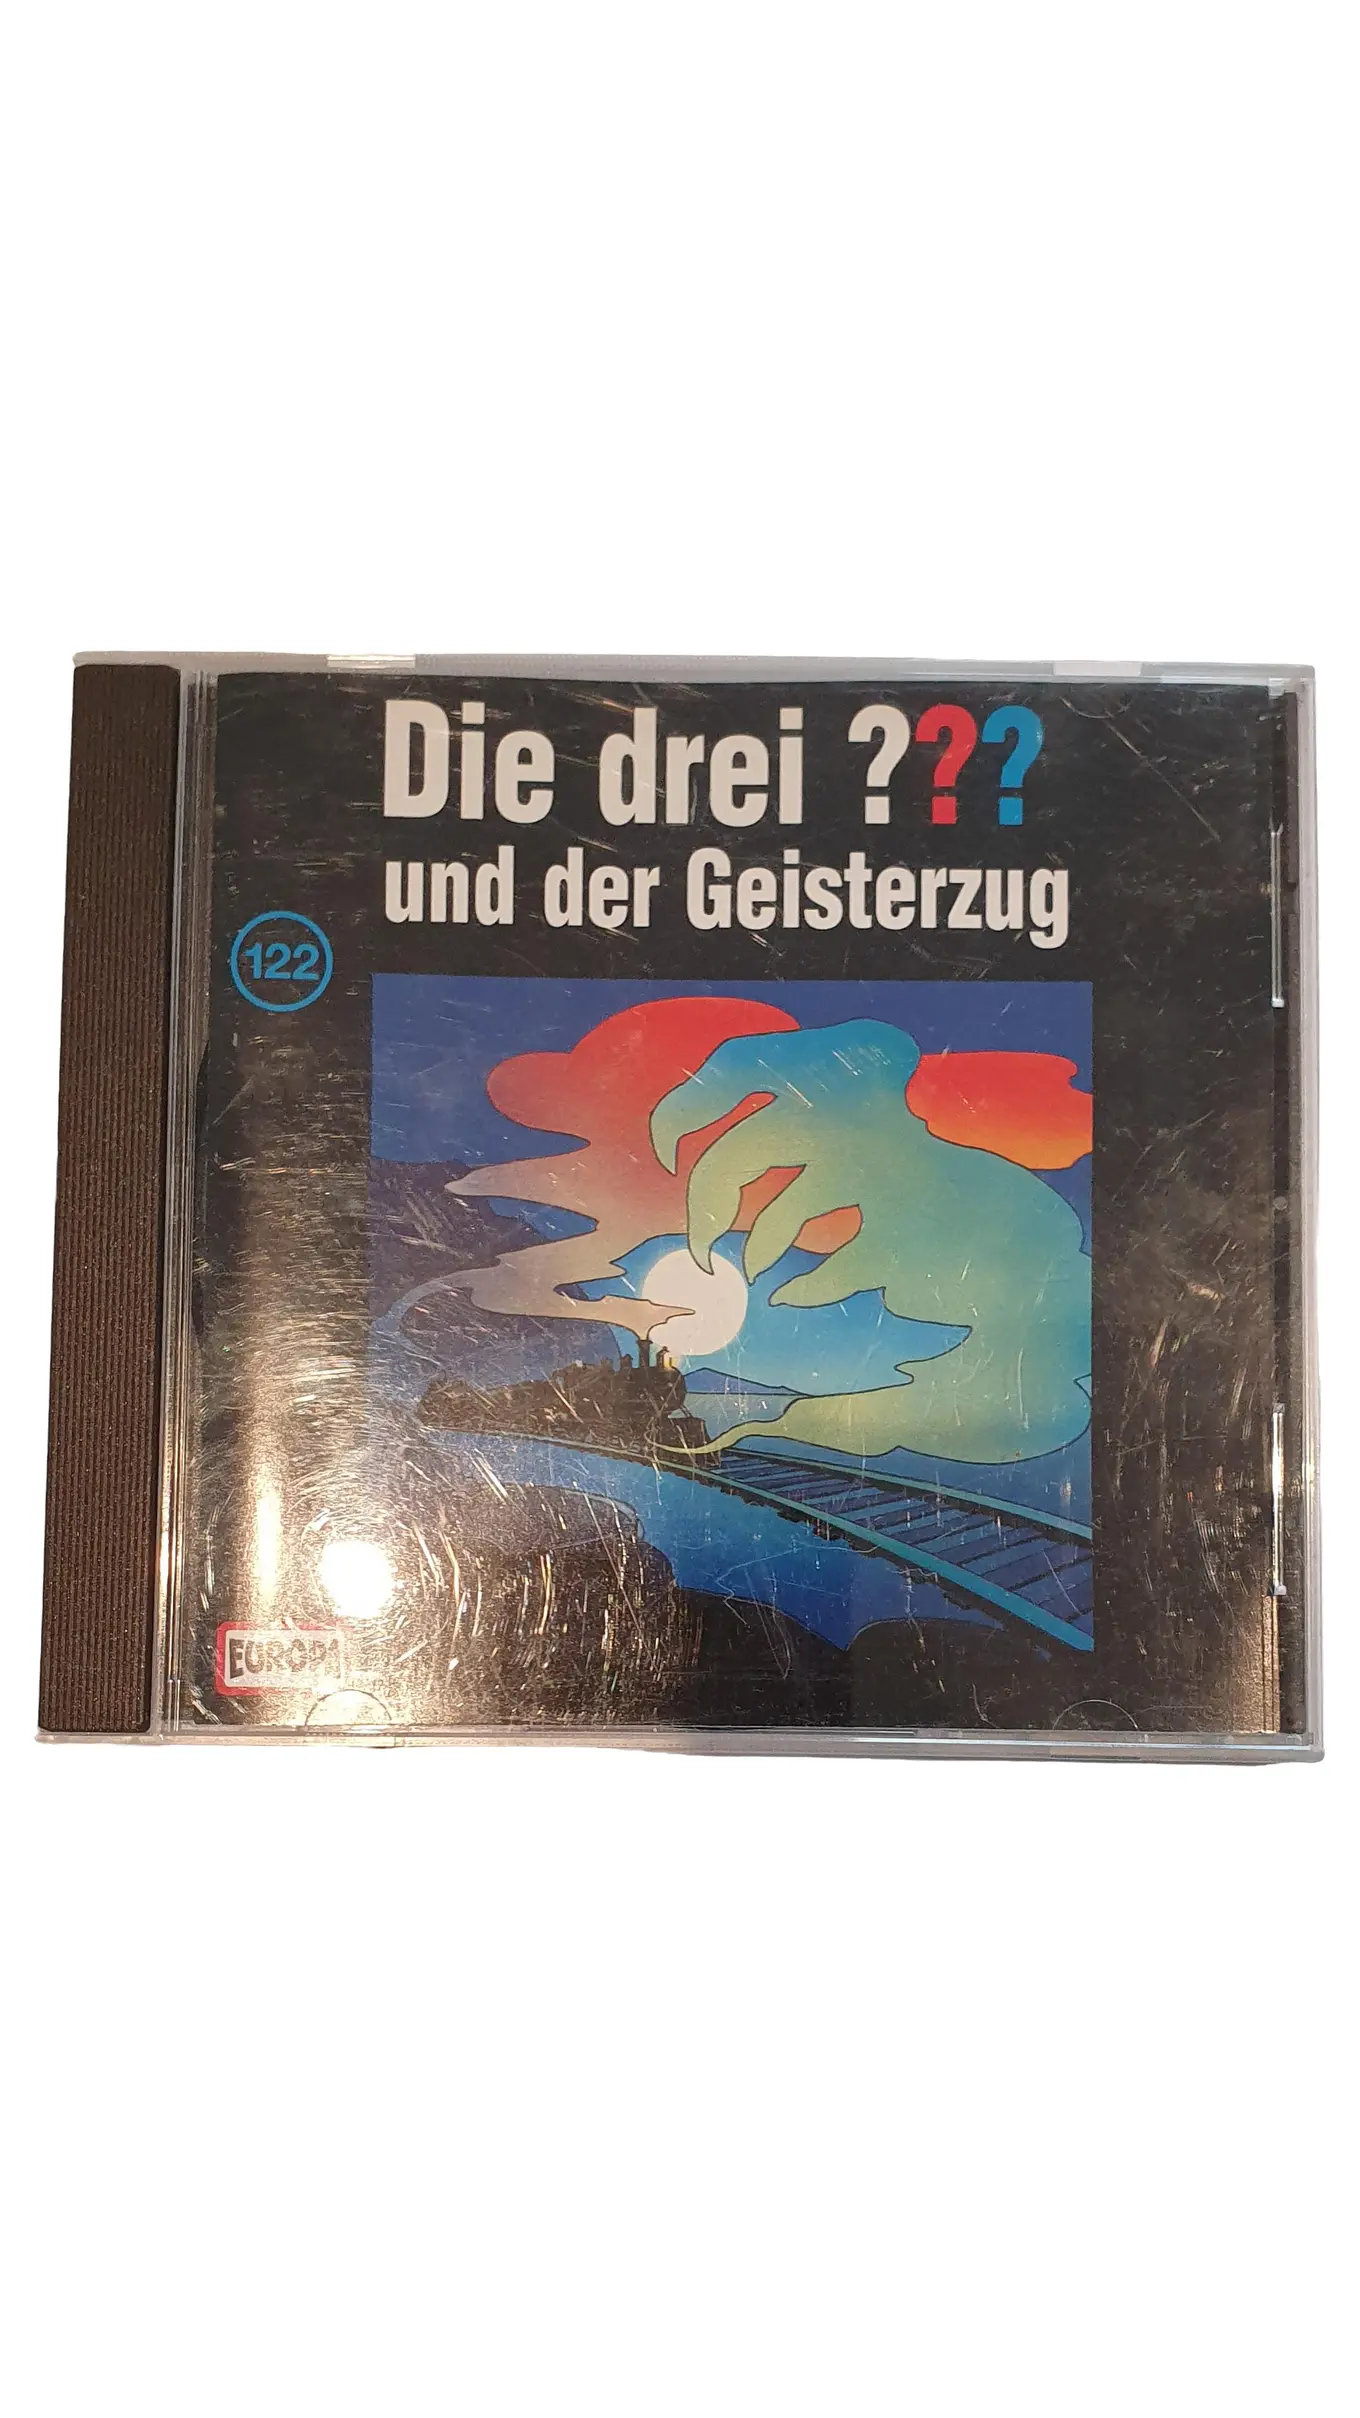 Die drei ???
und der Geisterzug
122
EUROPA